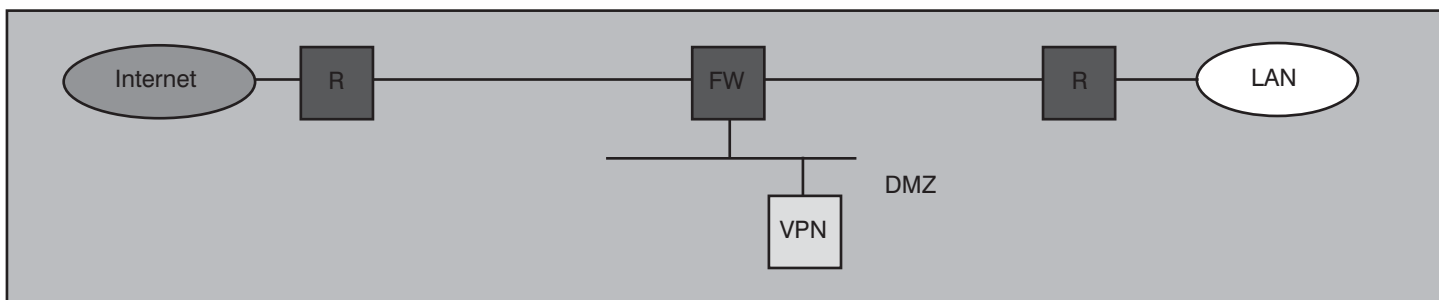 Internet
R
FW
R
LAN
DMZ
VPN